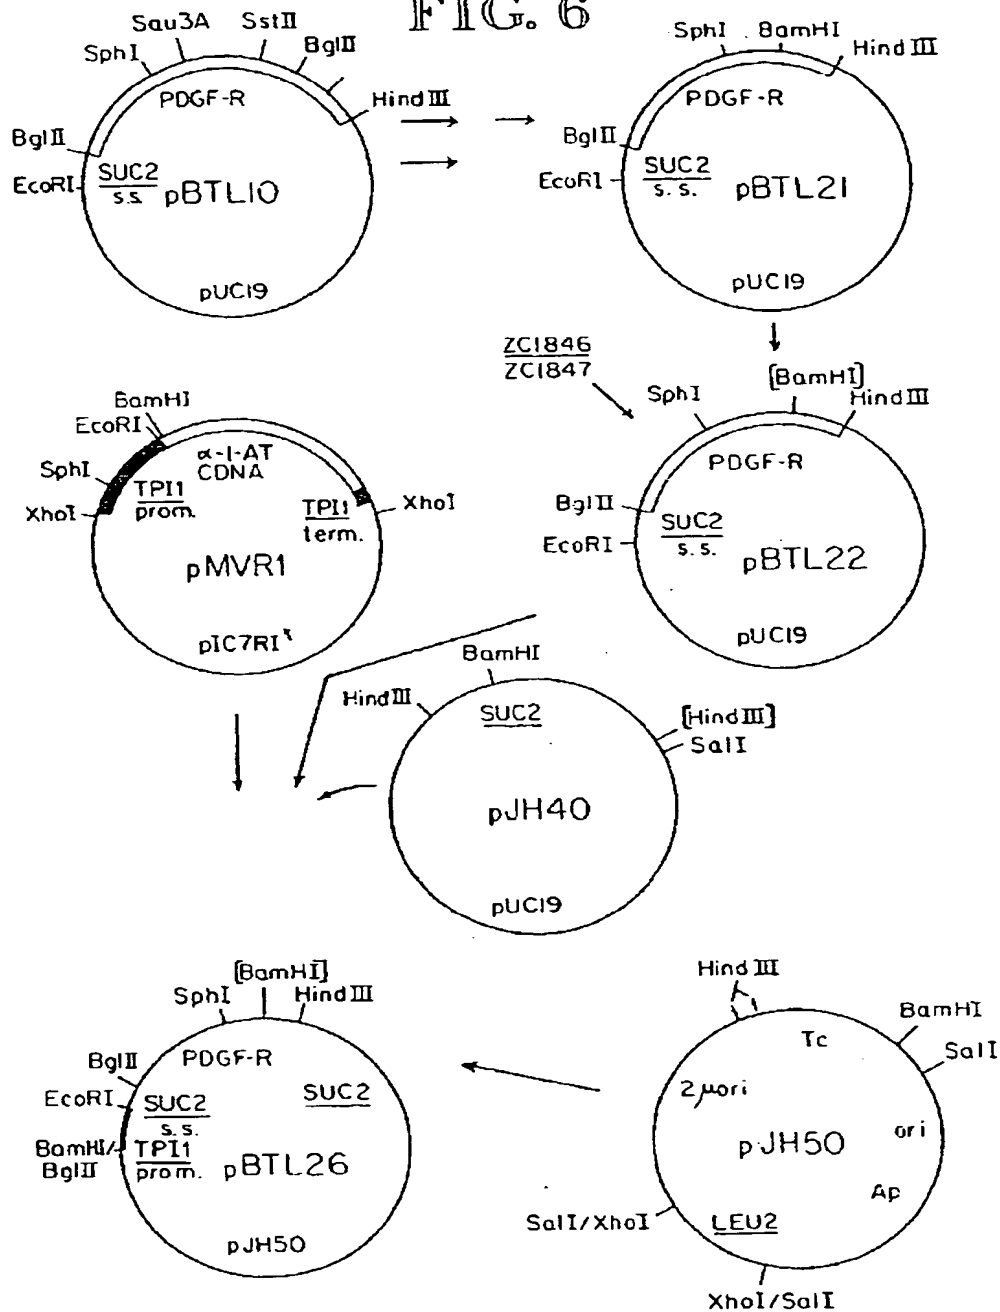 FIG. 6
Sau3A
SstII
SphI
BglII
HindIII
PDGF-R
BglII
EcoRI
SUC2
s.s.
pBTL10
pUC19
SphI
BamHI
HindIII
PDGF-R
BglII
EcoRI
SUC2
s.s.
pBTL21
pUC19
ZC1846
ZC1847
BamHI
EcoRI
SphI
XhoI
α-1-AT
CDNA
TPI1
prom.
TPI1
term.
XhoI
pMVR1
pIC7RI*
SphI
[BamHI]
HindIII
PDGF-R
BglII
EcoRI
SUC2
s.s.
pBTL22
pUC19
BamHI
HindIII
SUC2
[HindIII]
SalI
pJH40
pUC19
[BamHI]
SphI
HindIII
BglII
PDGF-R
EcoRI
SUC2
s.s.
SUC2
BamHI/
BglII
TPI1
prom.
pBTL26
pJH50
HindIII
BamHI
Tc
SalI
2μori
ori
pJH50
Ap
SalI/XhoI
LEU2
XhoI/SalI